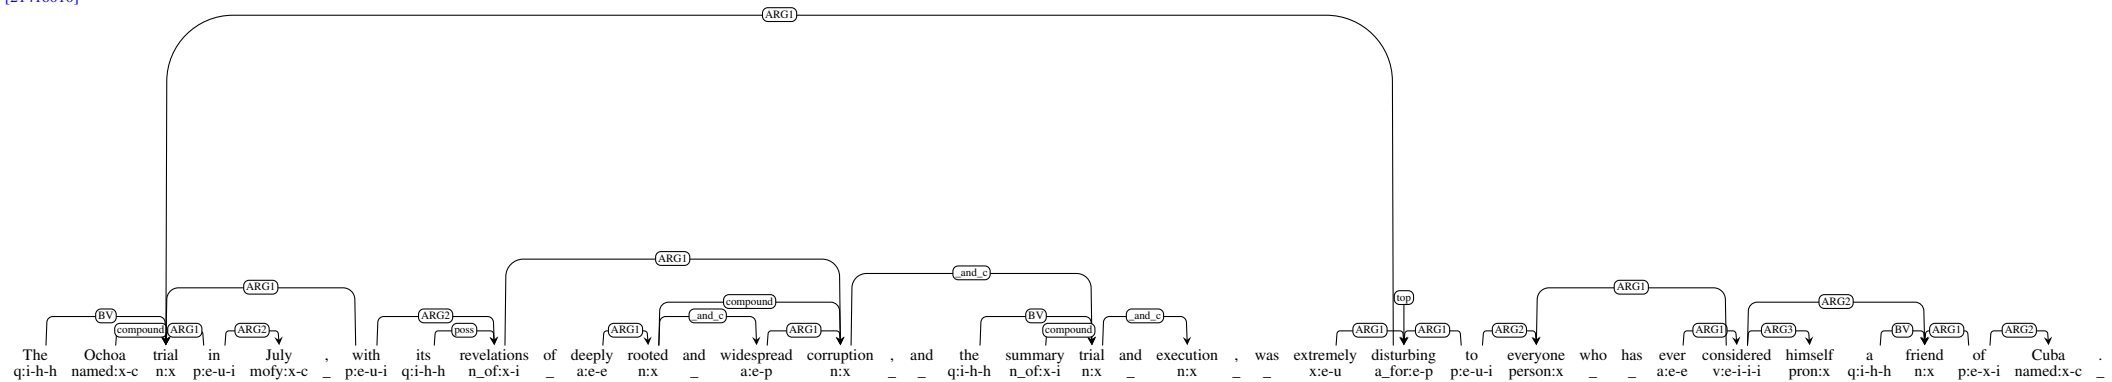 ARG1
ARG1
_and_c
ARG1 ARG1
compound top ARG2
BV ARG2 _and_c BV _and_c
compound ARG1 ARG2 poss ARG1 ARG1 compound ARG1 ARG1 ARG2 ARG1 ARG3 BV ARG1 ARG2
The Ochoa trial in July , with its revelations of deeply rooted and widespread corruption , and the summary trial and execution , was extremely disturbing to everyone who has ever considered himself a friend of Cuba .
q:i-h-h named:x-c n:x p:e-u-i mofy:x-c _ p:e-u-i q:i-h-h n_of:x-i _ a:e-e n:x _ a:e-p n:x _ _ q:i-h-h n_of:x-i n:x _ n:x _ _ x:e-u a_for:e-p p:e-u-i person:x _ _ a:e-e v:e-i-i-i pron:x q:i-h-h n:x p:e-x-i named:x-c _